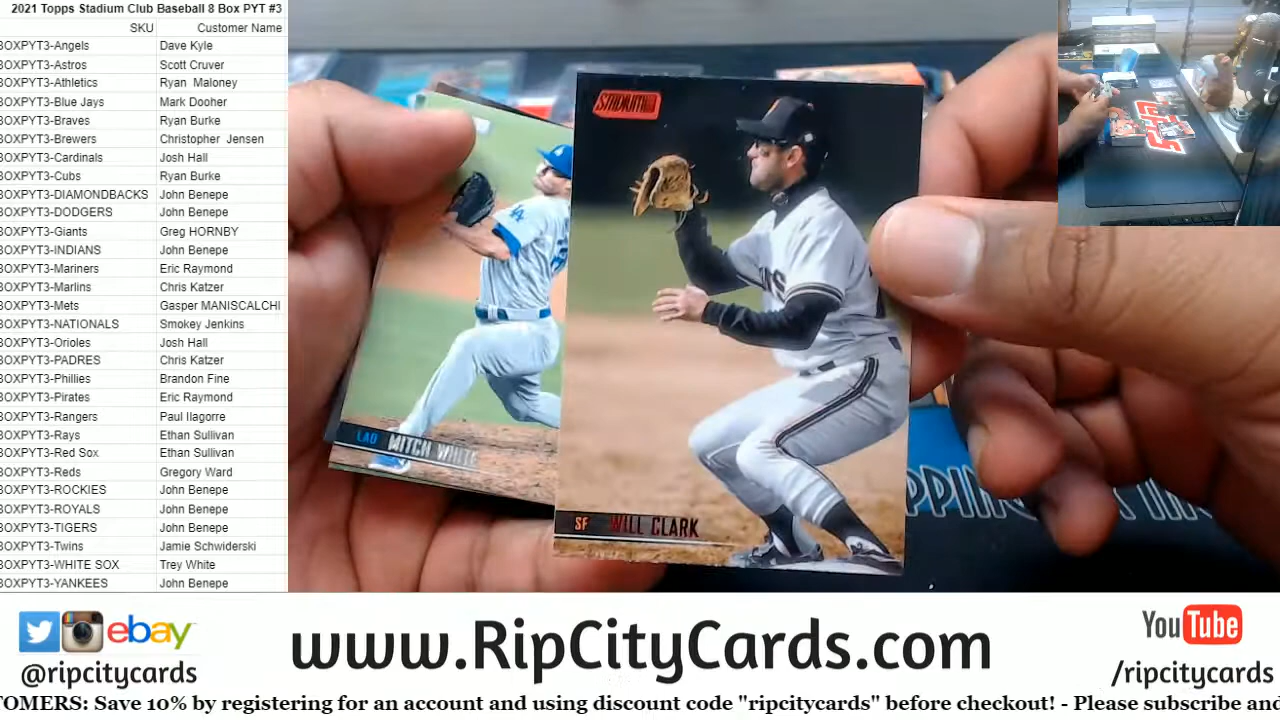 2021 Topps Stadium Club Baseball 8 Box PYT #3
SKU Customer Name
BOXPYT3-Angels Dave Kyle
BOXPYT3-Astros Scott Cruver
BOXPYT3-Athletics Ryan Maloney
BOXPYT3-Blue Jays Mark Dooher
BOXPYT3-Braves Ryan Burke
BOXPYT3-Brewers Christopher Jensen
BOXPYT3-Cardinals Josh Hall
BOXPYT3-Cubs Ryan Burke
BOXPYT3-DIAMONDBACKS John Benepe
BOXPYT3-DODGERS John Benepe
BOXPYT3-Giants Greg HORNBY
BOXPYT3-INDIANS John Benepe
BOXPYT3-Mariners Eric Raymond
BOXPYT3-Marlins Chris Katzer
BOXPYT3-Mets Gasper MANISCALCHI
BOXPYT3-NATIONALS Smokey Jenkins
BOXPYT3-Orioles Josh Hall
BOXPYT3-PADRES Chris Katzer
BOXPYT3-Phillies Brandon Fine
BOXPYT3-Pirates Eric Raymond
BOXPYT3-Rangers Paul Ilagorre
BOXPYT3-Rays Ethan Sullivan
BOXPYT3-Red Sox Ethan Sullivan
BOXPYT3-Reds Gregory Ward
BOXPYT3-ROCKIES John Benepe
BOXPYT3-ROYALS John Benepe
BOXPYT3-TIGERS John Benepe
BOXPYT3-Twins Jamie Schwiderski
BOXPYT3-WHITE SOX Trey White
BOXPYT3-YANKEES John Benepe
STADIUM
LA
LAD MITCH WHITE
SF WILL CLARK
ebay
@ripcitycards
www.RipCityCards.com
YouTube
/ripcitycards
TOMERS: Save 10% by registering for an account and using discount code "ripcitycards" before checkout! - Please subscribe and